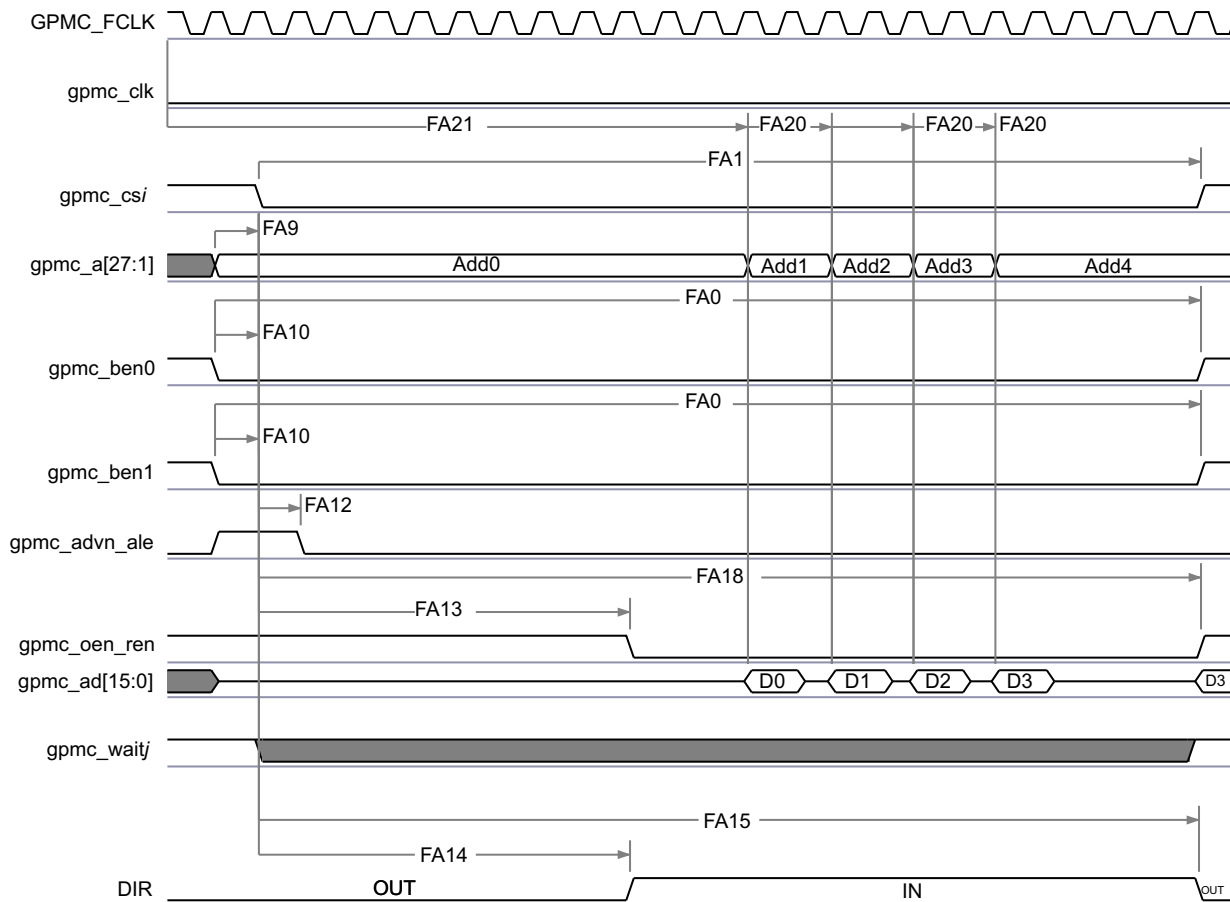 GPMC_FCLK
gpmc_clk
FA21
FA20
FA20
FA20
FA1
gpmc_csi
FA9
gpmc_a[27:1]
Add0
Add1
Add2
Add3
Add4
FA0
FA10
gpmc_ben0
FA0
FA10
gpmc_ben1
FA12
gpmc_advn_ale
FA18
FA13
gpmc_oen_ren
gpmc_ad[15:0]
D0
D1
D2
D3
D3
gpmc_waitj
FA15
FA14
DIR
OUT
IN
OUT